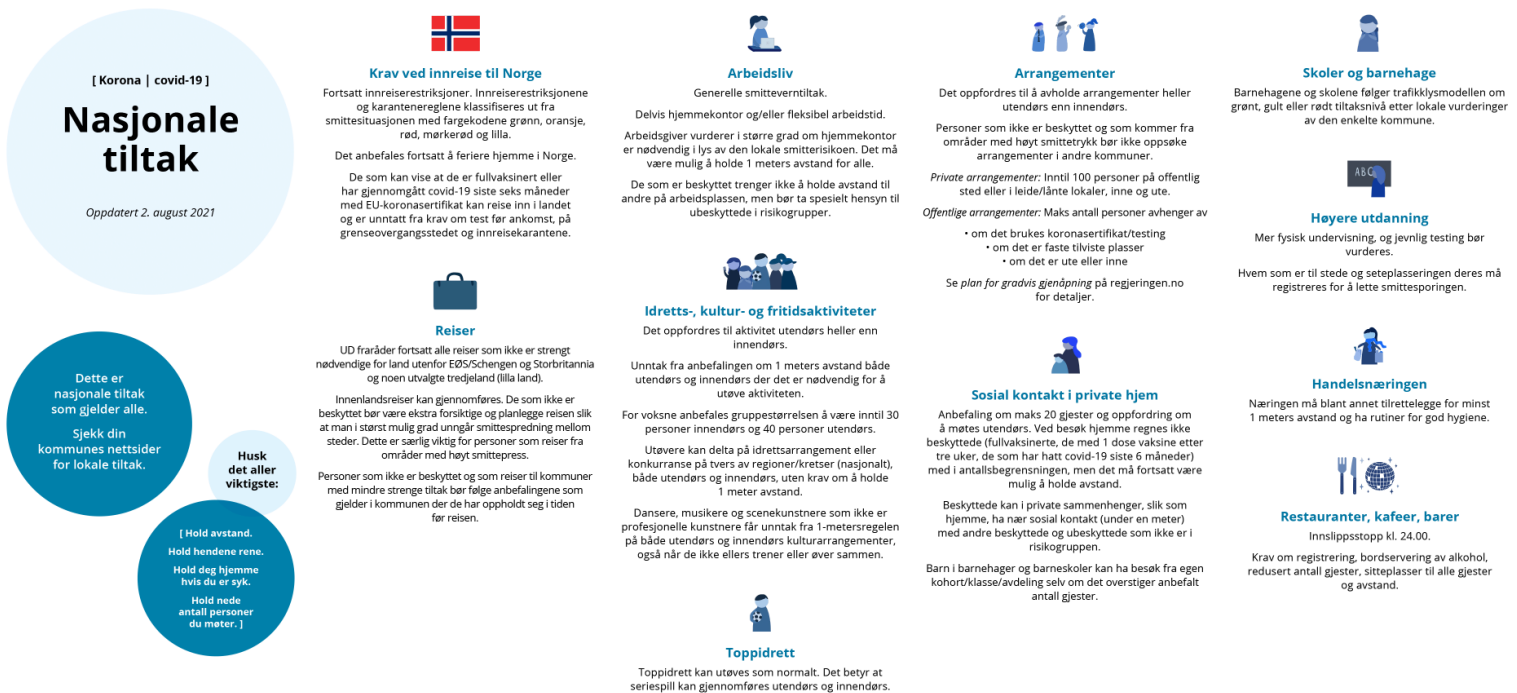 [ Korona | covid-19 ]
Nasjonale
tiltak
Oppdatert 2. august 2021
Dette er
nasjonale tiltak
som gjelder alle.
Sjekk din
kommunes nettsider
for lokale tiltak.
Husk
det aller
viktigste:
[ Hold avstand.
Hold hendene rene.
Hold deg hjemme
hvis du er syk.
Hold nede
antall personer
du møter. ]
Krav ved innreise til Norge
Fortsatt innreiserestriksjoner. Innreiserestriksjonene
og karantenereglene klassifiseres ut fra
smittesituasjonen med fargekodene grønn, oransje,
rød, mørkerød og lilla.
Det anbefales fortsatt å feriere hjemme i Norge.
De som kan vise at de er fullvaksinert eller
har gjennomgått covid-19 siste seks måneder
med EU-koronasertifikat kan reise inn i landet
og er unntatt fra krav om test før ankomst, på
grenseovergangsstedet og innreisekarantene.
Reiser
UD fraråder fortsatt alle reiser som ikke er strengt
nødvendige for land utenfor EØS/Schengen og Storbritannia
og noen utvalgte tredjeland (lilla land).
Innenlandsreiser kan gjennomføres. De som ikke er
beskyttet bør være ekstra forsiktige og planlegge reisen slik
at man i størst mulig grad unngår smittespredning mellom
steder. Dette er særlig viktig for personer som reiser fra
områder med høyt smittepress.
Personer som ikke er beskyttet og som reiser til kommuner
med mindre strenge tiltak bør følge anbefalingene som
gjelder i kommunen der de har oppholdt seg i tiden
før reisen.
Arbeidsliv
Generelle smitteverntiltak.
Delvis hjemmekontor og/eller fleksibel arbeidstid.
Arbeidsgiver vurderer i større grad om hjemmekontor
er nødvendig i lys av den lokale smitterisikoen. Det må
være mulig å holde 1 meters avstand for alle.
De som er beskyttet trenger ikke å holde avstand til
andre på arbeidsplassen, men bør ta spesielt hensyn til
ubeskyttede i risikogrupper.
Idretts-, kultur- og fritidsaktiviteter
Det oppfordres til aktivitet utendørs heller enn
innendørs.
Unntak fra anbefalingen om 1 meters avstand både
utendørs og innendørs der det er nødvendig for å
utøve aktiviteten.
For voksne anbefales gruppestørrelsen å være inntil 30
personer innendørs og 40 personer utendørs.
Utøvere kan delta på idrettsarrangement eller
konkurranse på tvers av regioner/kretser (nasjonalt),
både utendørs og innendørs, uten krav om å holde
1 meter avstand.
Dansere, musikere og scenekunstnere som ikke er
profesjonelle kunstnere får unntak fra 1-metersregelen
på både utendørs og innendørs kulturarrangementer,
også når de ikke ellers trener eller øver sammen.
Toppidrett
Toppidrett kan utøves som normalt. Det betyr at
seriespill kan gjennomføres utendørs og innendørs.
Arrangementer
Det oppfordres til å avholde arrangementer heller
utendørs enn innendørs.
Personer som ikke er beskyttet og som kommer fra
områder med høyt smittetrykk bør ikke oppsøke
arrangementer i andre kommuner.
Private arrangementer: Inntil 100 personer på offentlig
sted eller i leide/lånte lokaler, inne og ute.
Offentlige arrangementer: Maks antall personer avhenger av
• om det brukes koronasertifikat/testing
• om det er faste tilviste plasser
• om det er ute eller inne
Se plan for gradvis gjenåpning på regjeringen.no
for detaljer.
Sosial kontakt i private hjem
Anbefaling om maks 20 gjester og oppfordring om
å møtes utendørs. Ved besøk hjemme regnes ikke
beskyttede (fullvaksinerte, de med 1 dose vaksine etter
tre uker, de som har hatt covid-19 siste 6 måneder)
med i antallsbegrensningen, men det må fortsatt være
mulig å holde avstand.
Beskyttede kan i private sammenhenger, slik som
hjemme, ha nær sosial kontakt (under en meter)
med andre beskyttede og ubeskyttede som ikke er i
risikogruppen.
Barn i barnehager og barneskoler kan ha besøk fra egen
kohort/klasse/avdeling selv om det overstiger anbefalt
antall gjester.
Skoler og barnehage
Barnehagene og skolene følger trafikklysmodellen om
grønt, gult eller rødt tiltaksnivå etter lokale vurderinger
av den enkelte kommune.
ABC
Høyere utdanning
Mer fysisk undervisning, og jevnlig testing bør
vurderes.
Hvem som er til stede og seteplasseringen deres må
registreres for å lette smittesporingen.
Handelsnæringen
Næringen må blant annet tilrettelegge for minst
1 meters avstand og ha rutiner for god hygiene.
Restauranter, kafeer, barer
Innslippsstopp kl. 24.00.
Krav om registrering, bordservering av alkohol,
redusert antall gjester, sitteplasser til alle gjester
og avstand.